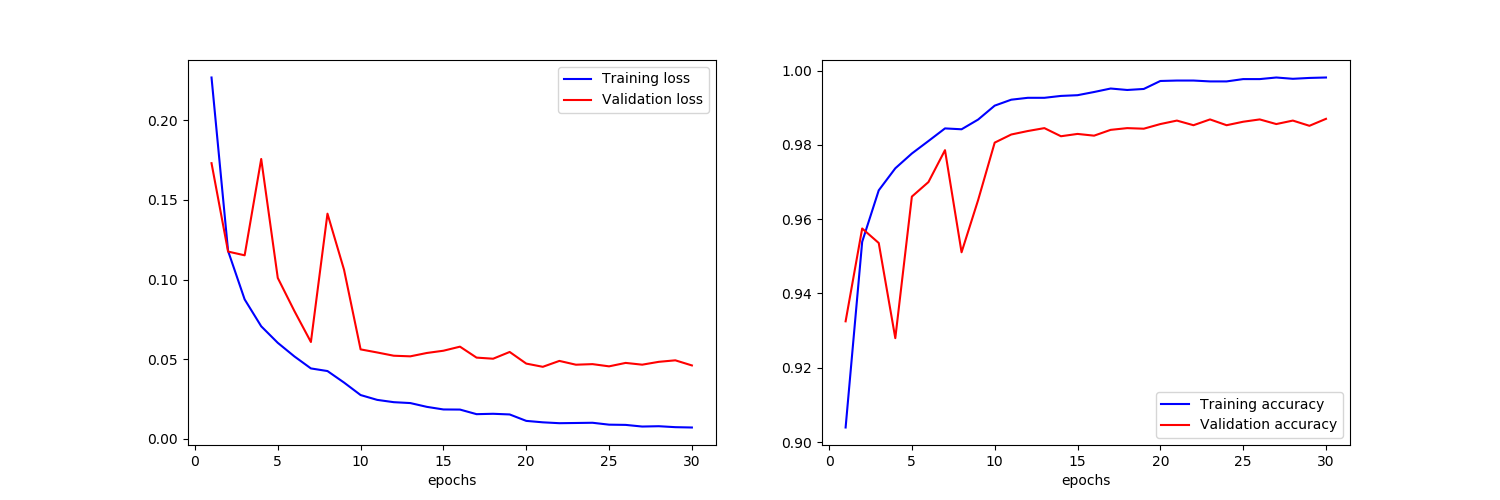 Training loss
Validation loss
0.20
0.15
0.10
0.05
0.00
0 5 10 15 20 25 30
epochs
1.00
0.98
0.96
0.94
0.92
0.90
Training accuracy
Validation accuracy
0 5 10 15 20 25 30
epochs